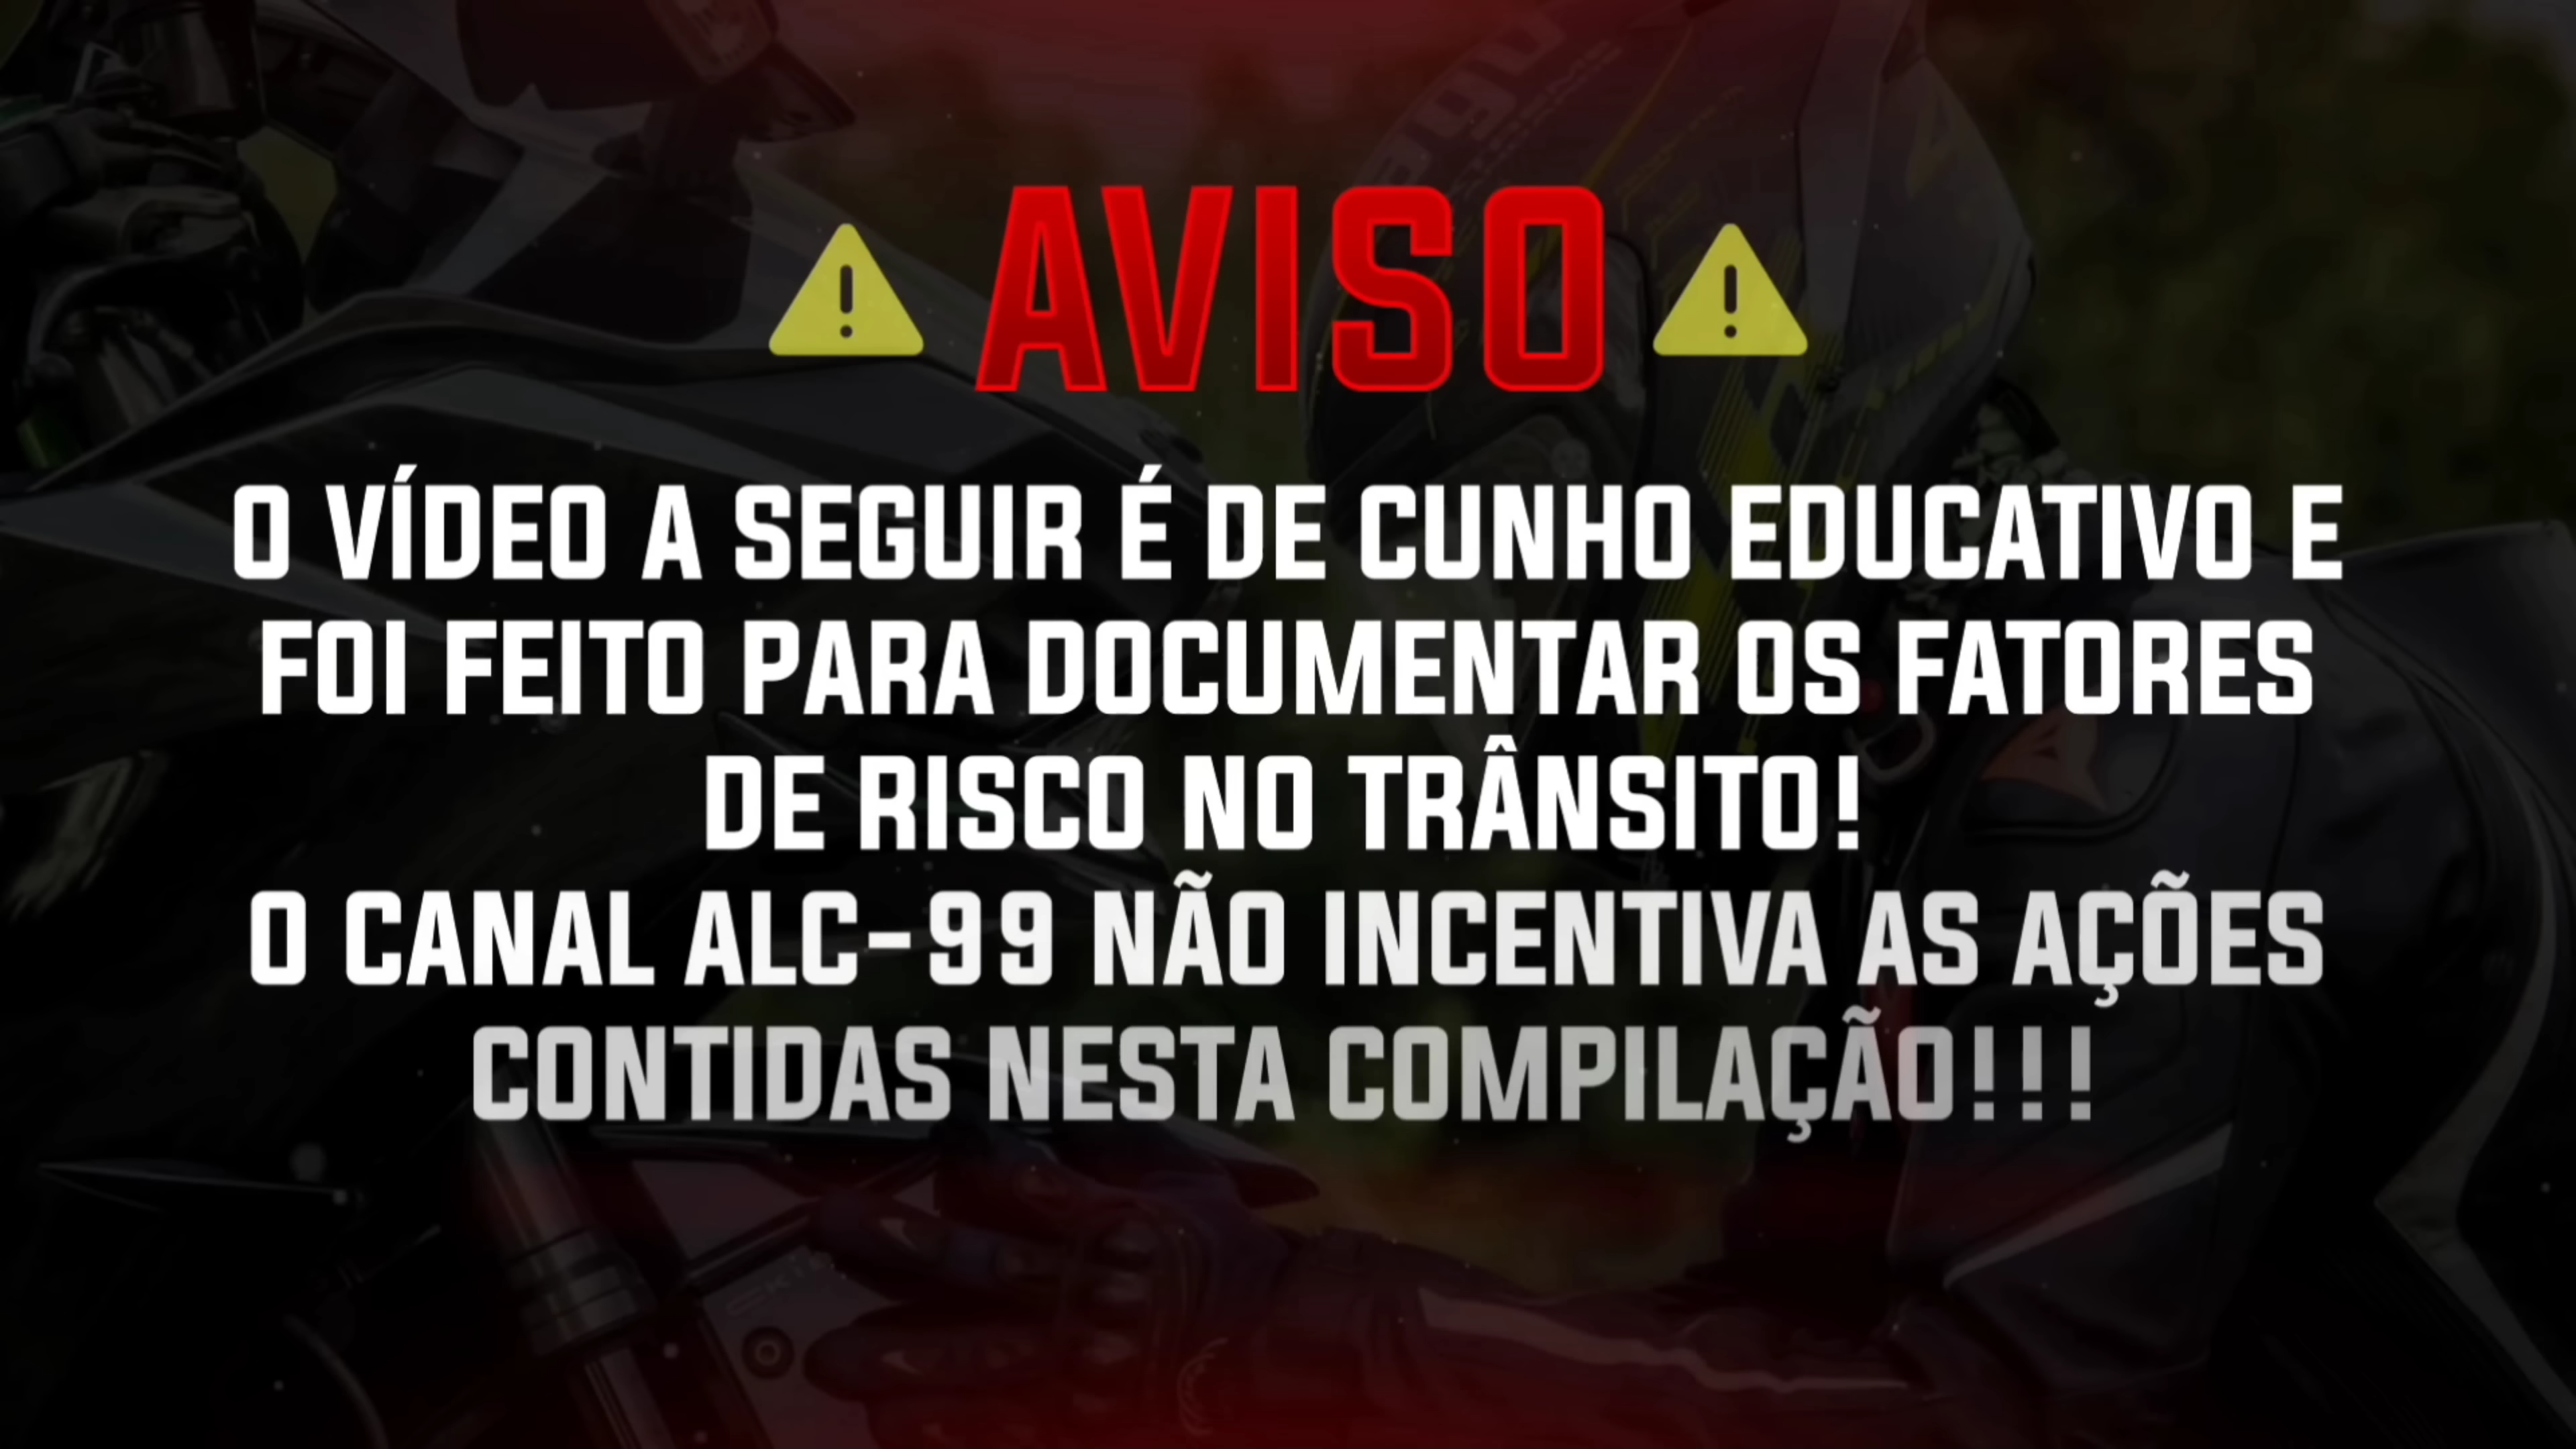 AVISO
O VÍDEO A SEGUIR É DE CUNHO EDUCATIVO E
FOI FEITO PARA DOCUMENTAR OS FATORES
DE RISCO NO TRÂNSITO!
O CANAL ALC-99 NÃO INCENTIVA AS AÇÕES
CONTIDAS NESTA COMPILAÇÃO!!!